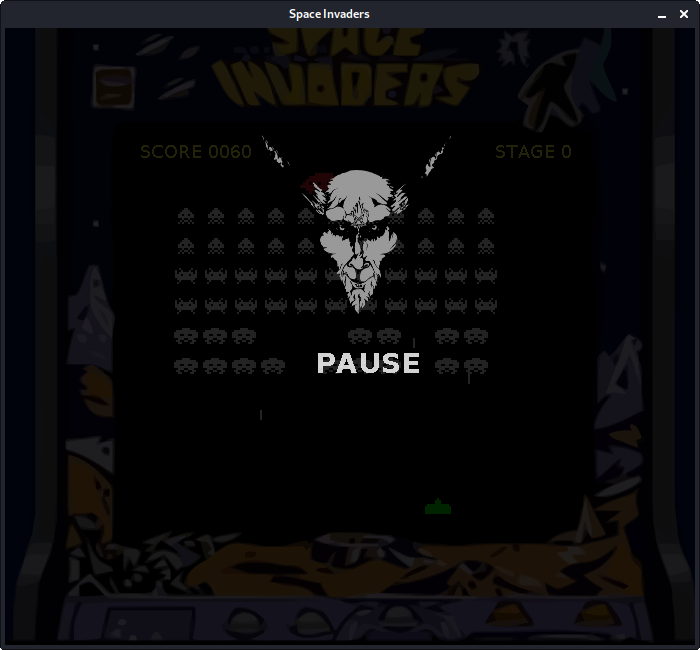 Space Invaders
SPACE
INVADERS
SCORE 0060
STAGE 0
PAUSE